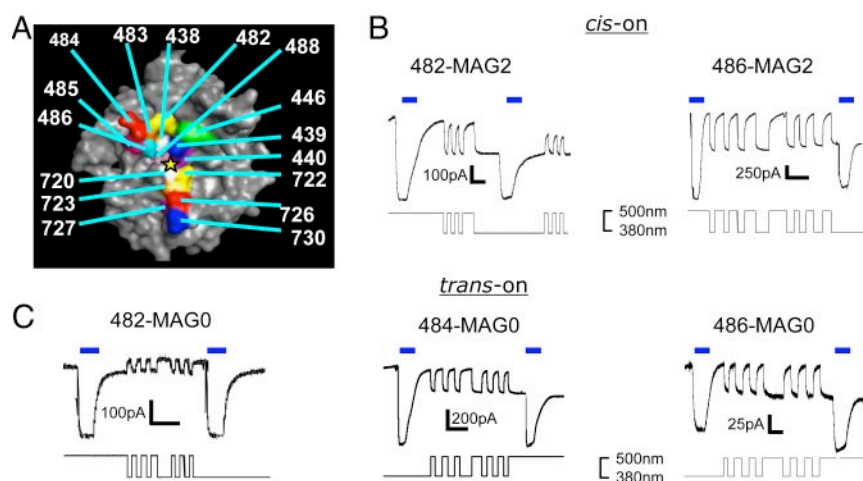 A
484
483
438
482
488
485
486
446
439
440
720
722
723
726
727
730
B
cis-on
482-MAG2
486-MAG2
100pA
250pA
500nm
380nm
trans-on
C
482-MAG0
484-MAG0
486-MAG0
100pA
200pA
25pA
500nm
380nm